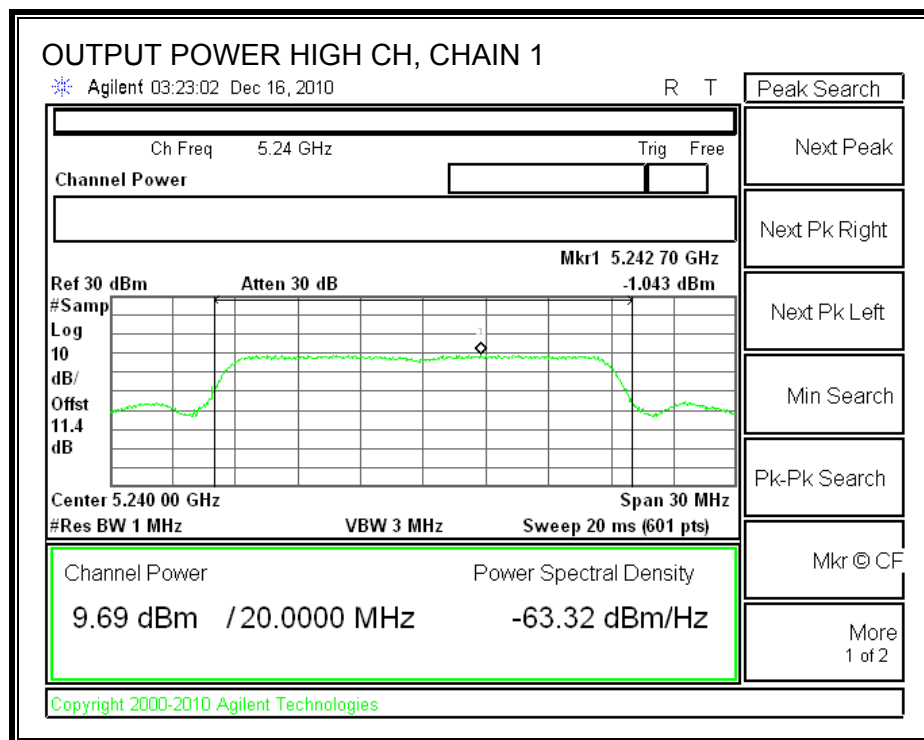 OUTPUT POWER HIGH CH, CHAIN 1
Agilent 03:23:02 Dec 16, 2010 R T
Peak Search
Ch Freq 5.24 GHz Trig Free
Next Peak
Channel Power
Next Pk Right
Mkr1 5.242 70 GHz
Ref 30 dBm Atten 30 dB -1.043 dBm
#Samp
Log
10
dB/
Offst
11.4
dB
1
Next Pk Left
Min Search
Pk-Pk Search
Center 5.240 00 GHz Span 30 MHz
#Res BW 1 MHz VBW 3 MHz Sweep 20 ms (601 pts)
Channel Power Power Spectral Density
Mkr © CF
9.69 dBm / 20.0000 MHz -63.32 dBm/Hz
More
1 of 2
Copyright 2000-2010 Agilent Technologies